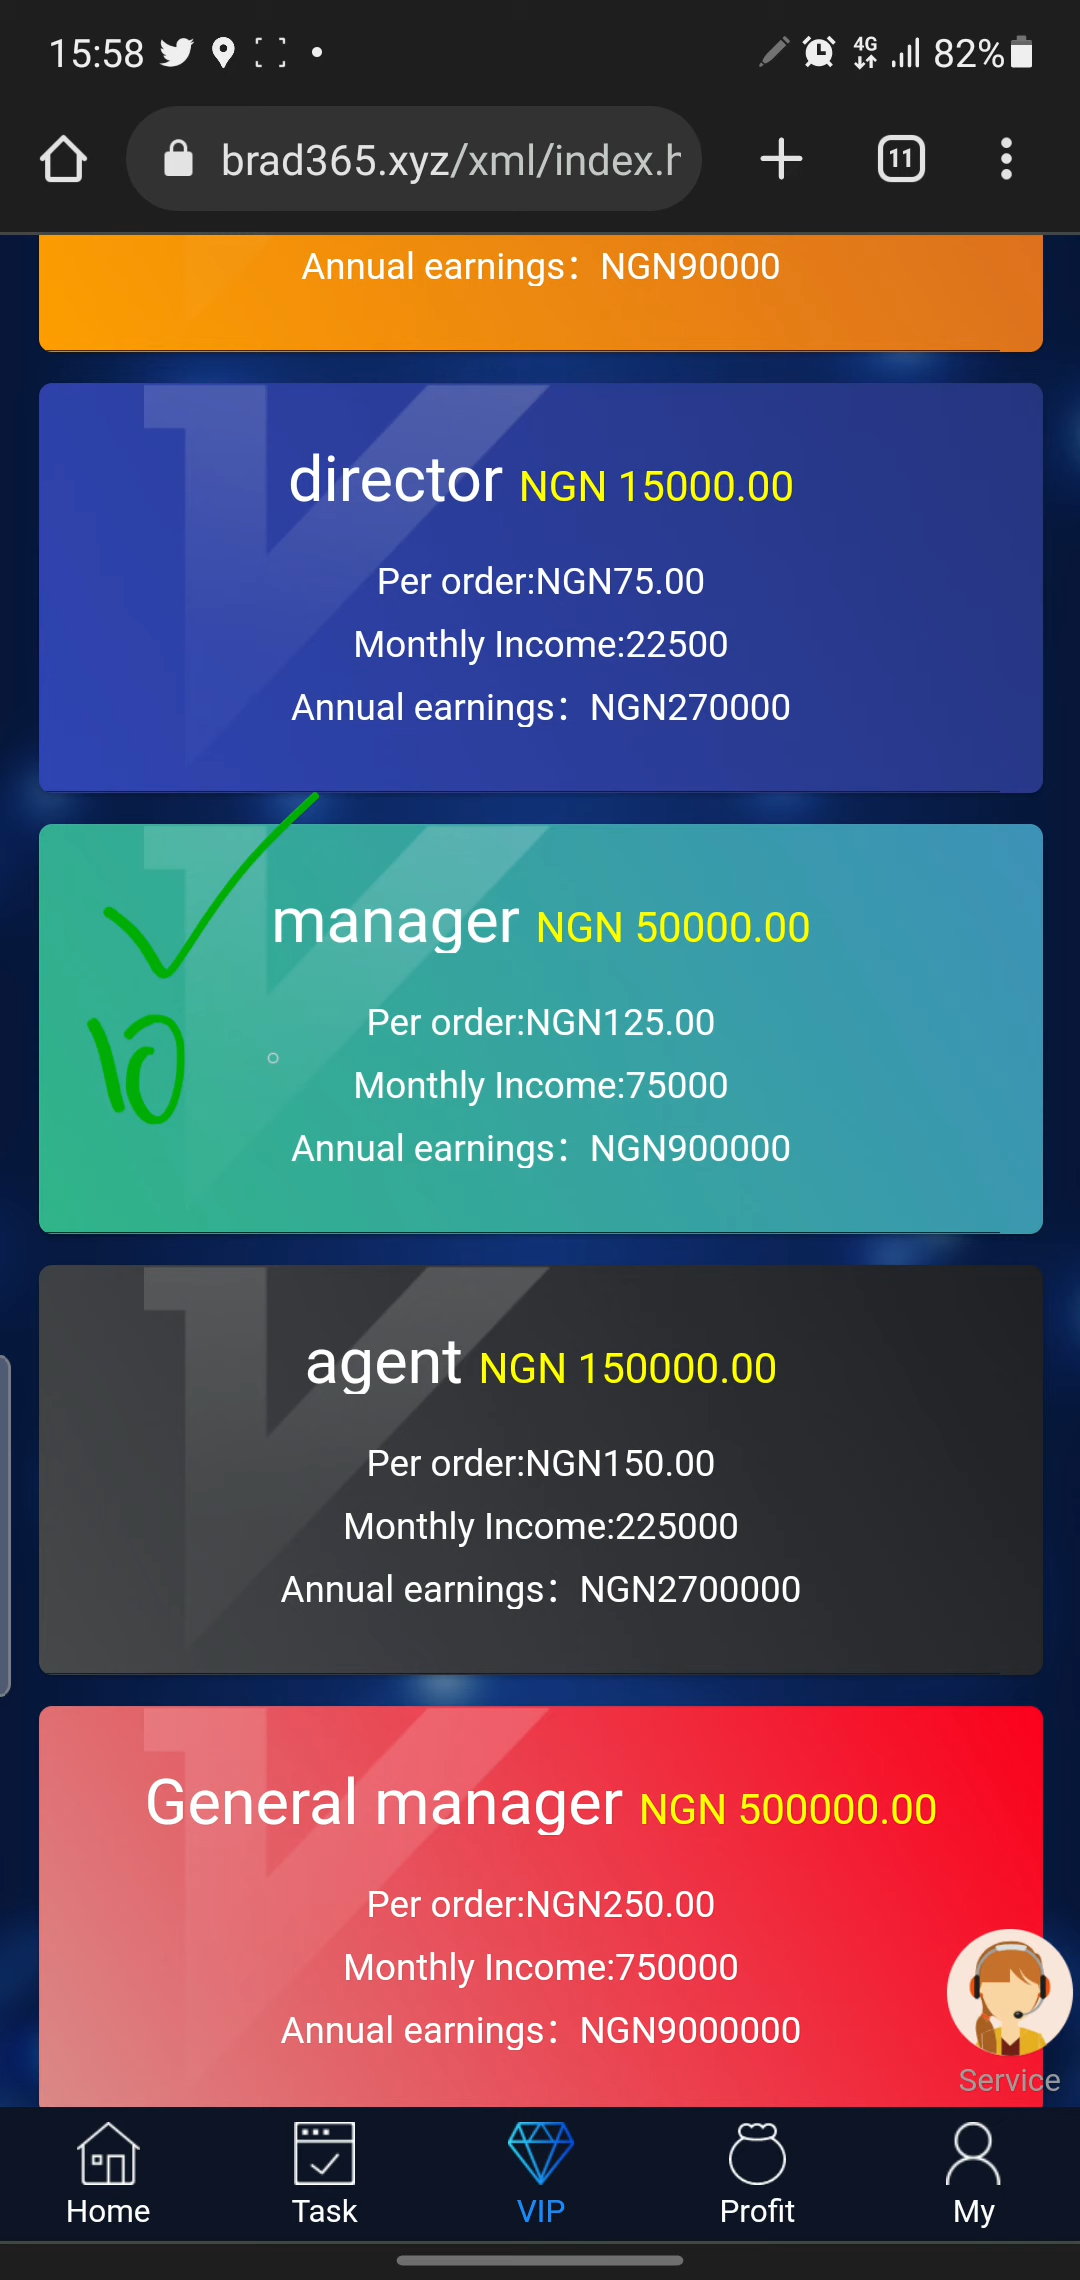 15:58 4G 82%
brad365.xyz/xml/index.h
11
Annual earnings：NGN90000
director NGN 15000.00
Per order:NGN75.00
Monthly Income:22500
Annual earnings：NGN270000
manager NGN 50000.00
10
Per order:NGN125.00
Monthly Income:75000
Annual earnings：NGN900000
agent NGN 150000.00
Per order:NGN150.00
Monthly Income:225000
Annual earnings：NGN2700000
General manager NGN 500000.00
Per order:NGN250.00
Monthly Income:750000
Annual earnings：NGN9000000
Service
Home Task VIP Profit My